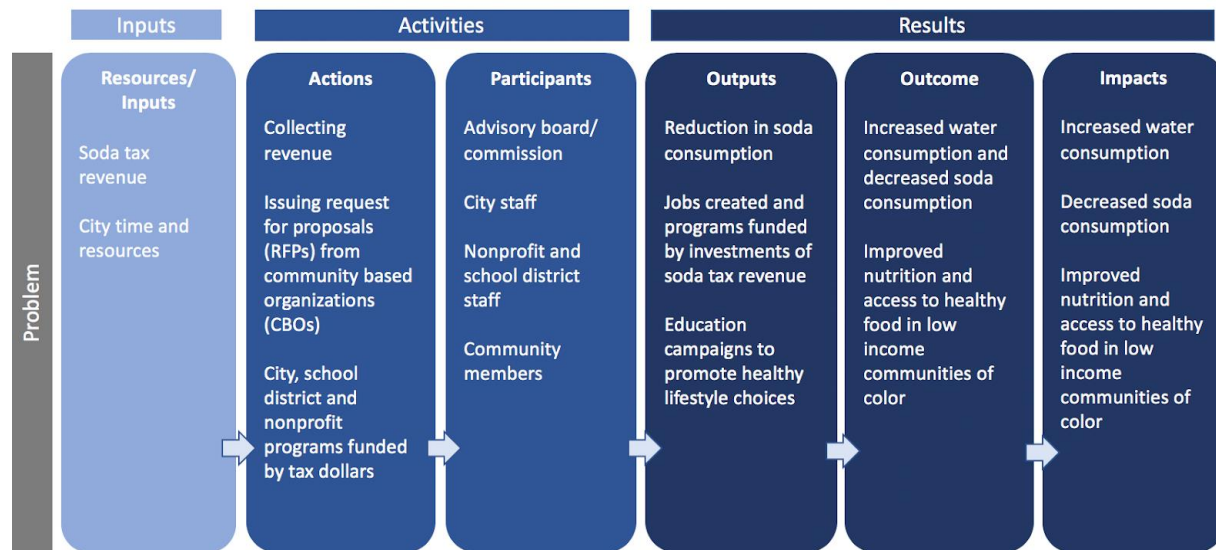 Inputs
Activities
Results
Problem
Resources/
Inputs
Soda tax
revenue
City time and
resources
Actions
Collecting
revenue
Issuing request
for proposals
(RFPs) from
community based
organizations
(CBOs)
City, school
district and
nonprofit
programs funded
by tax dollars
Participants
Advisory board/
commission
City staff
Nonprofit and
school district
staff
Community
members
Outputs
Reduction in soda
consumption
Jobs created and
programs funded
by investments of
soda tax revenue
Education
campaigns to
promote healthy
lifestyle choices
Outcome
Increased water
consumption and
decreased soda
consumption
Improved
nutrition and
access to healthy
food in low
income
communities of
color
Impacts
Increased water
consumption
Decreased soda
consumption
Improved
nutrition and
access to healthy
food in low
income
communities of
color